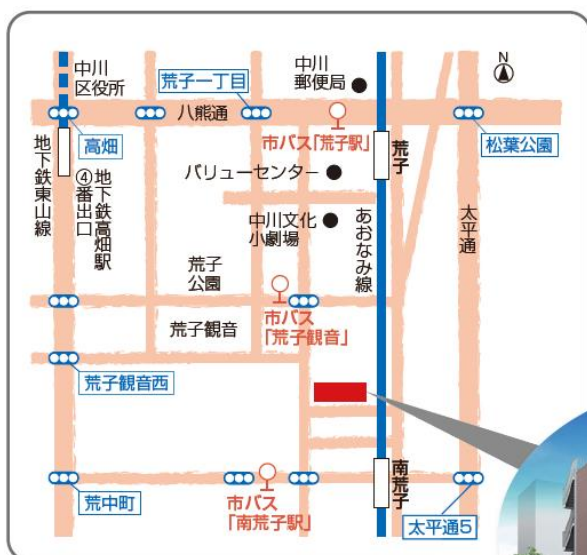 N
中川
区役所
荒子一丁目
中川
郵便局
八熊通
高畑
市バス「荒子駅」
荒子
松葉公園
地下鉄東山線
地下鉄高畑駅
④番出口
バリューセンター
中川文化
小劇場
あおなみ線
太平通
荒子
公園
市バス
「荒子観音」
荒子観音
荒子観音西
荒中町
市バス
「南荒子駅」
南荒子
太平通5